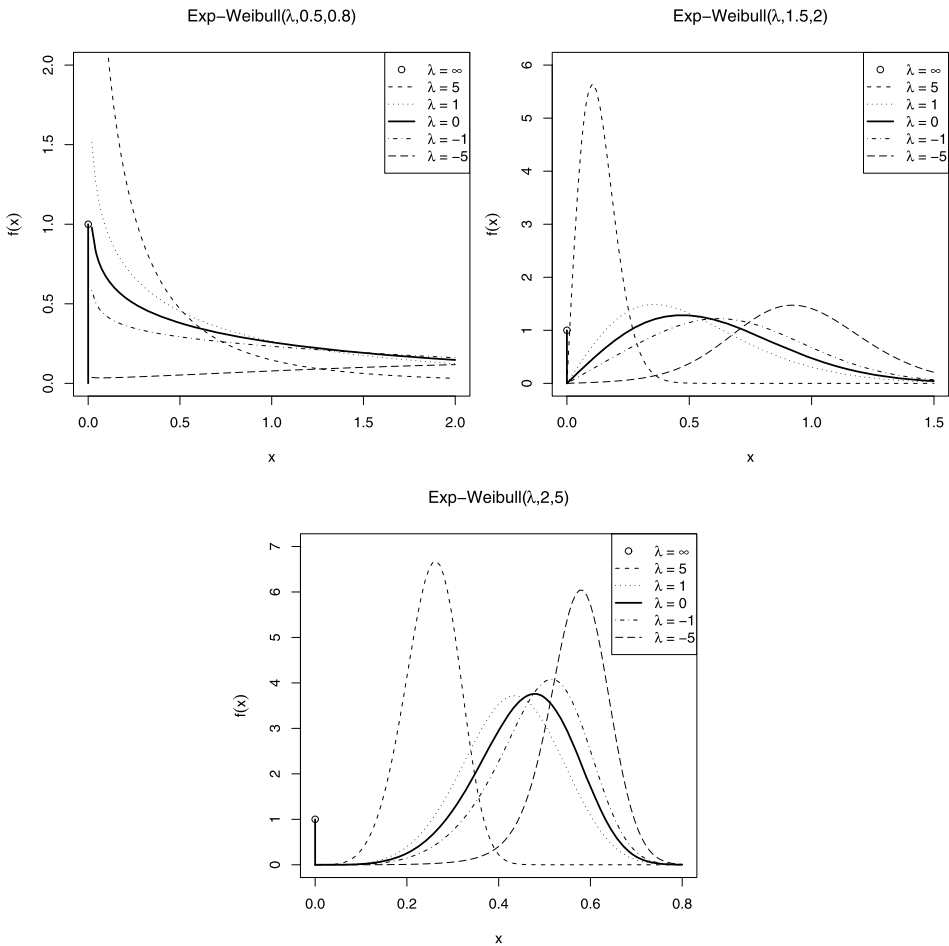 Exp−Weibull(λ,0.5,0.8)
f(x)
2.0
1.5
1.0
0.5
0.0
λ = ∞
λ = 5
λ = 1
λ = 0
λ = −1
λ = −5
0.0 0.5 1.0 1.5 2.0
x
Exp−Weibull(λ,1.5,2)
f(x)
6
5
4
3
2
1
0
λ = ∞
λ = 5
λ = 1
λ = 0
λ = −1
λ = −5
0.0 0.5 1.0 1.5
x
Exp−Weibull(λ,2,5)
f(x)
7
6
5
4
3
2
1
0
λ = ∞
λ = 5
λ = 1
λ = 0
λ = −1
λ = −5
0.0 0.2 0.4 0.6 0.8
x